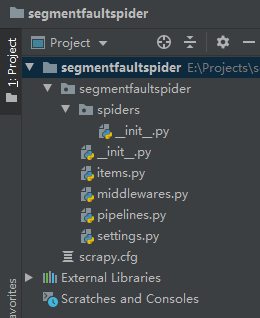 segmentfaultspider
1: Project
Project
segmentfaultspider E:\Projects\s
segmentfaultspider
spiders
__init__.py
__init__.py
items.py
middlewares.py
pipelines.py
settings.py
scrapy.cfg
External Libraries
Scratches and Consoles
avorites